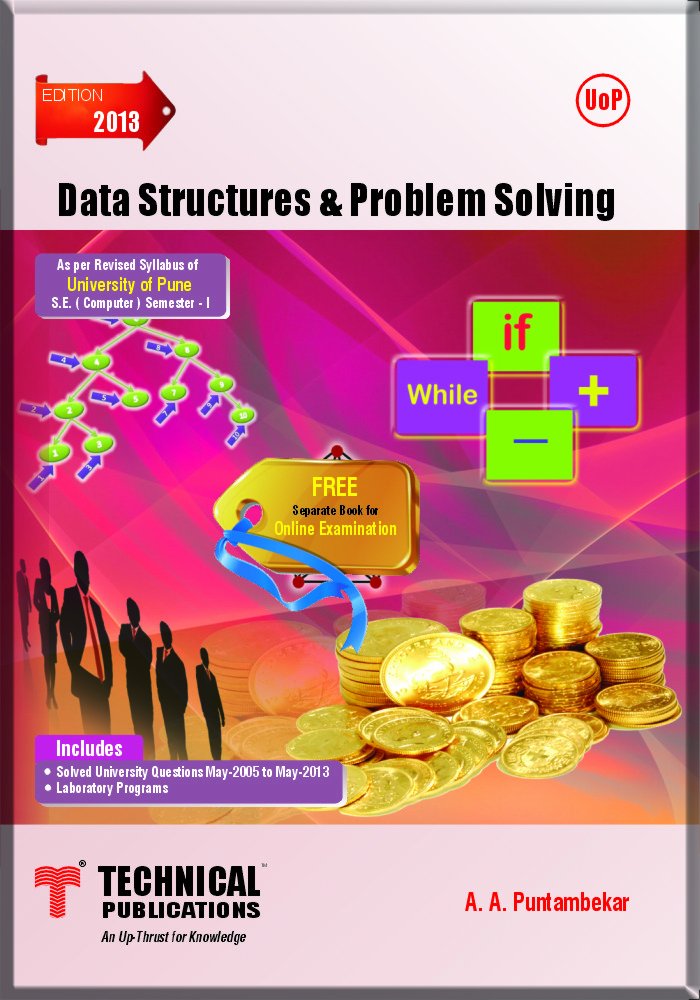 EDITION
2013
UoP
Data Structures & Problem Solving
As per Revised Syllabus of
University of Pune
S.E. ( Computer ) Semester - I
if
While
+
−
FREE
Separate Book for
Online Examination
Includes
• Solved University Questions May-2005 to May-2013
• Laboratory Programs
®
TECHNICAL™
PUBLICATIONS
An Up-Thrust for Knowledge
A. A. Puntambekar